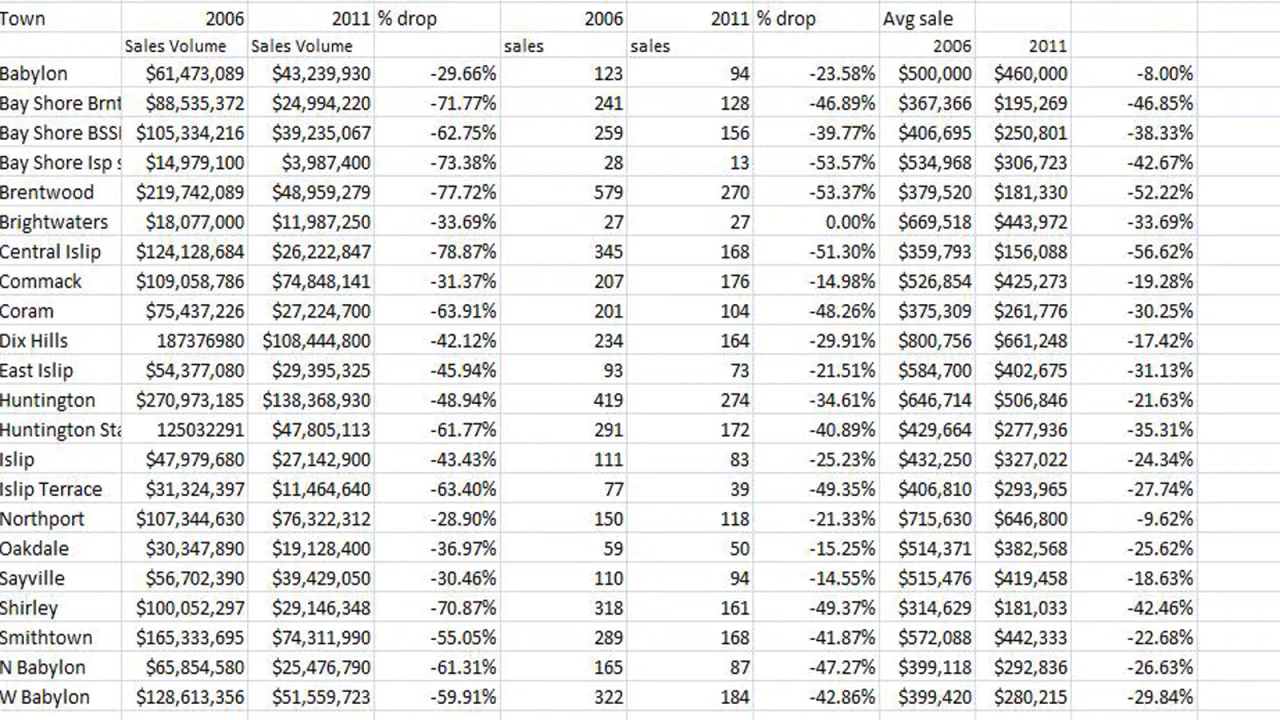 Town 2006 2011 % drop 2006 2011 % drop Avg sale
Sales Volume Sales Volume sales sales 2006 2011
Babylon $61,473,089 $43,239,930 -29.66% 123 94 -23.58% $500,000 $460,000 -8.00%
Bay Shore Brnt $88,535,372 $24,994,220 -71.77% 241 128 -46.89% $367,366 $195,269 -46.85%
Bay Shore BSS $105,334,216 $39,235,067 -62.75% 259 156 -39.77% $406,695 $250,801 -38.33%
Bay Shore Isp s $14,979,100 $3,987,400 -73.38% 28 13 -53.57% $534,968 $306,723 -42.67%
Brentwood $219,742,089 $48,959,279 -77.72% 579 270 -53.37% $379,520 $181,330 -52.22%
Brightwaters $18,077,000 $11,987,250 -33.69% 27 27 0.00% $669,518 $443,972 -33.69%
Central Islip $124,128,684 $26,222,847 -78.87% 345 168 -51.30% $359,793 $156,088 -56.62%
Commack $109,058,786 $74,848,141 -31.37% 207 176 -14.98% $526,854 $425,273 -19.28%
Coram $75,437,226 $27,224,700 -63.91% 201 104 -48.26% $375,309 $261,776 -30.25%
Dix Hills 187376980 $108,444,800 -42.12% 234 164 -29.91% $800,756 $661,248 -17.42%
East Islip $54,377,080 $29,395,325 -45.94% 93 73 -21.51% $584,700 $402,675 -31.13%
Huntington $270,973,185 $138,368,930 -48.94% 419 274 -34.61% $646,714 $506,846 -21.63%
Huntington Sta 125032291 $47,805,113 -61.77% 291 172 -40.89% $429,664 $277,936 -35.31%
Islip $47,979,680 $27,142,900 -43.43% 111 83 -25.23% $432,250 $327,022 -24.34%
Islip Terrace $31,324,397 $11,464,640 -63.40% 77 39 -49.35% $406,810 $293,965 -27.74%
Northport $107,344,630 $76,322,312 -28.90% 150 118 -21.33% $715,630 $646,800 -9.62%
Oakdale $30,347,890 $19,128,400 -36.97% 59 50 -15.25% $514,371 $382,568 -25.62%
Sayville $56,702,390 $39,429,050 -30.46% 110 94 -14.55% $515,476 $419,458 -18.63%
Shirley $100,052,297 $29,146,348 -70.87% 318 161 -49.37% $314,629 $181,033 -42.46%
Smithtown $165,333,695 $74,311,990 -55.05% 289 168 -41.87% $572,088 $442,333 -22.68%
N Babylon $65,854,580 $25,476,790 -61.31% 165 87 -47.27% $399,118 $292,836 -26.63%
W Babylon $128,613,356 $51,559,723 -59.91% 322 184 -42.86% $399,420 $280,215 -29.84%